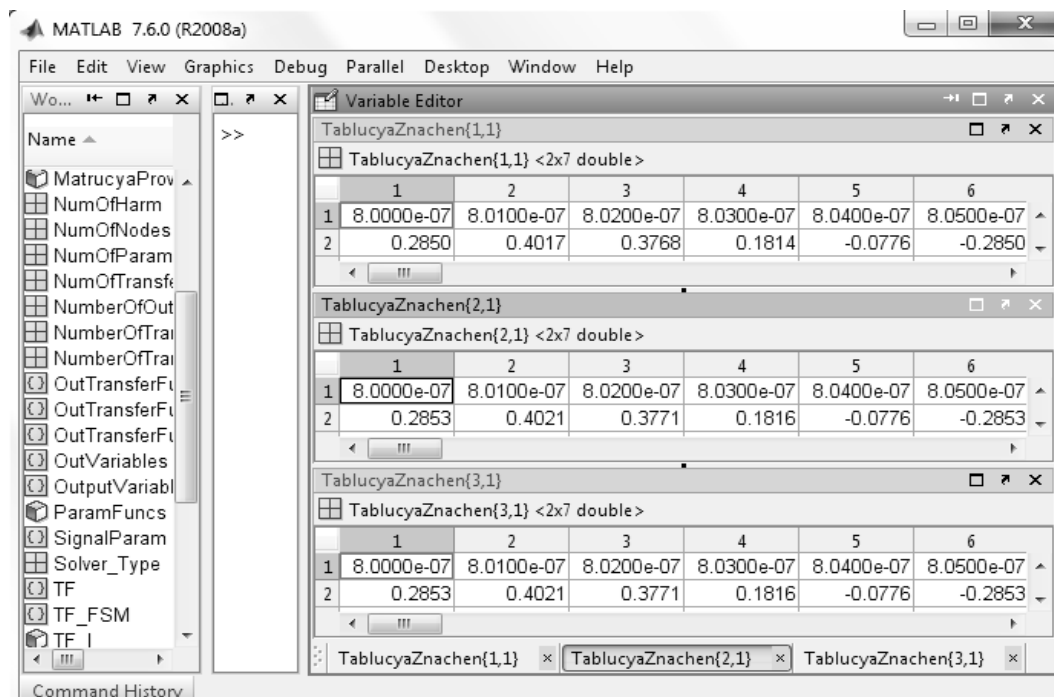 MATLAB 7.6.0 (R2008a)
File Edit View Graphics Debug Parallel Desktop Window Help
Wo...
Name
MatrucyaProv
NumOfHarm
NumOfNodes
NumOfParam
NumOfTransfe
NumberOfOut
NumberOfTrai
NumberOfTrai
OutTransferFu
OutTransferFu
OutTransferFu
OutVariables
OutputVariabl
ParamFuncs
SignalParam
Solver_Type
TF
TF_FSM
TF_I
Command History
>>
Variable Editor
TablucyaZnachen{1,1}
TablucyaZnachen{1,1} <2x7 double>
1 2 3 4 5 6
1 8.0000e-07 8.0100e-07 8.0200e-07 8.0300e-07 8.0400e-07 8.0500e-07
2 0.2850 0.4017 0.3768 0.1814 -0.0776 -0.2850
TablucyaZnachen{2,1}
TablucyaZnachen{2,1} <2x7 double>
1 2 3 4 5 6
1 8.0000e-07 8.0100e-07 8.0200e-07 8.0300e-07 8.0400e-07 8.0500e-07
2 0.2853 0.4021 0.3771 0.1816 -0.0776 -0.2853
TablucyaZnachen{3,1}
TablucyaZnachen{3,1} <2x7 double>
1 2 3 4 5 6
1 8.0000e-07 8.0100e-07 8.0200e-07 8.0300e-07 8.0400e-07 8.0500e-07
2 0.2853 0.4021 0.3771 0.1816 -0.0776 -0.2853
TablucyaZnachen{1,1} TablucyaZnachen{2,1} TablucyaZnachen{3,1}